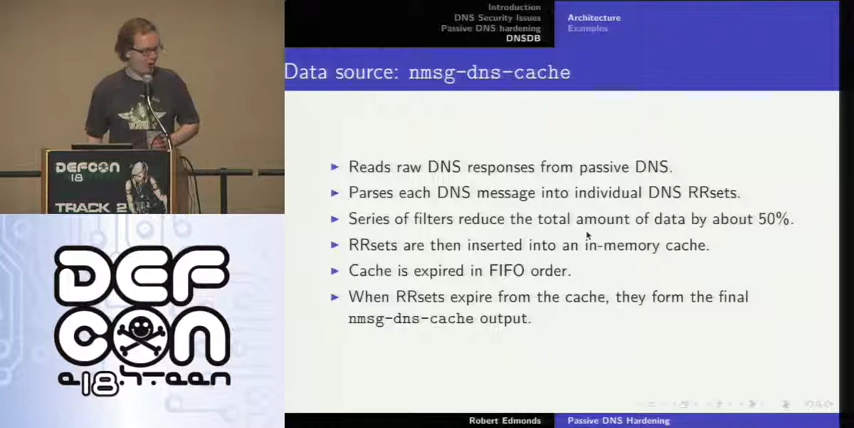 Introduction
DNS Security Issues
Passive DNS hardening
DNSDB
Architecture
Examples
Data source: nmsg-dns-cache
Reads raw DNS responses from passive DNS.
Parses each DNS message into individual DNS RRsets.
Series of filters reduce the total amount of data by about 50%.
RRsets are then inserted into an in-memory cache.
Cache is expired in FIFO order.
When RRsets expire from the cache, they form the final
nmsg-dns-cache output.
Robert Edmonds
Passive DNS Hardening
DEFCON
18
TRACK 2
DEF
CON
18